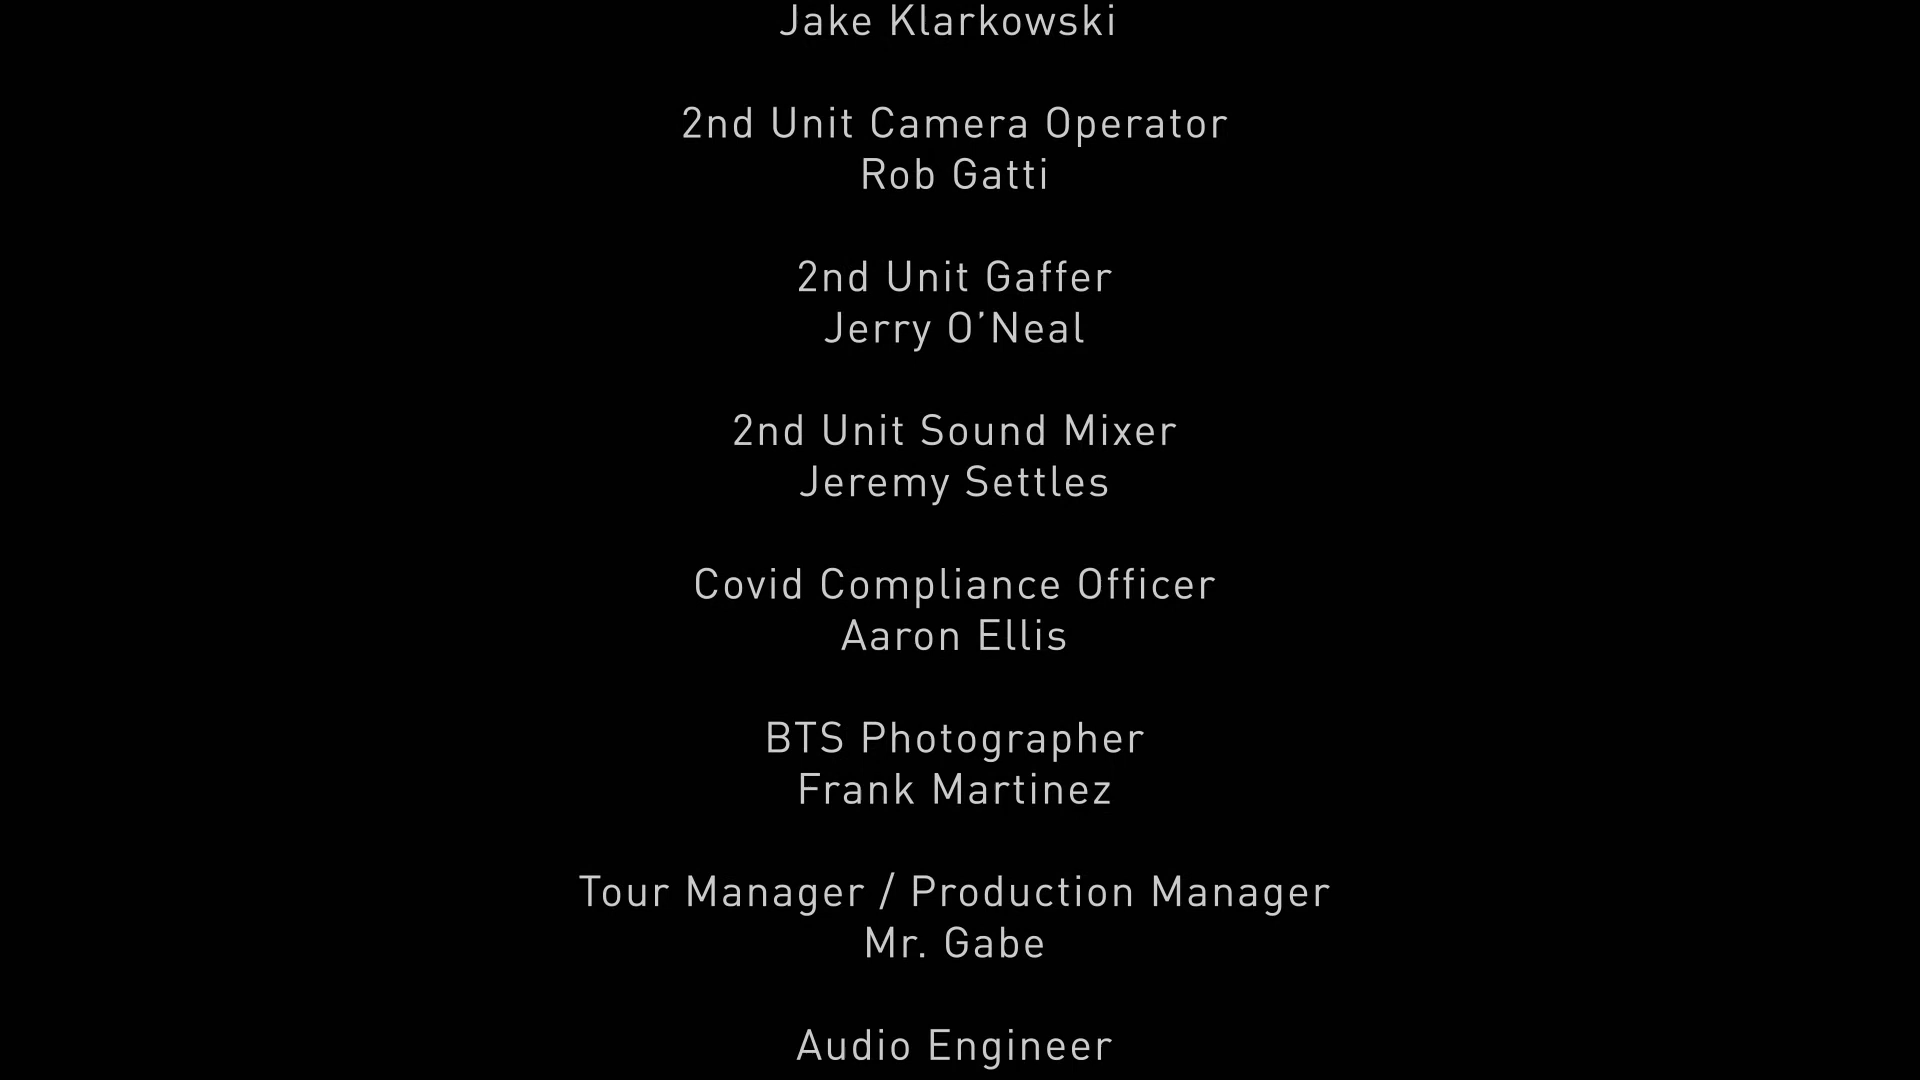 Jake Klarkowski
2nd Unit Camera Operator
Rob Gatti
2nd Unit Gaffer
Jerry O’Neal
2nd Unit Sound Mixer
Jeremy Settles
Covid Compliance Officer
Aaron Ellis
BTS Photographer
Frank Martinez
Tour Manager / Production Manager
Mr. Gabe
Audio Engineer